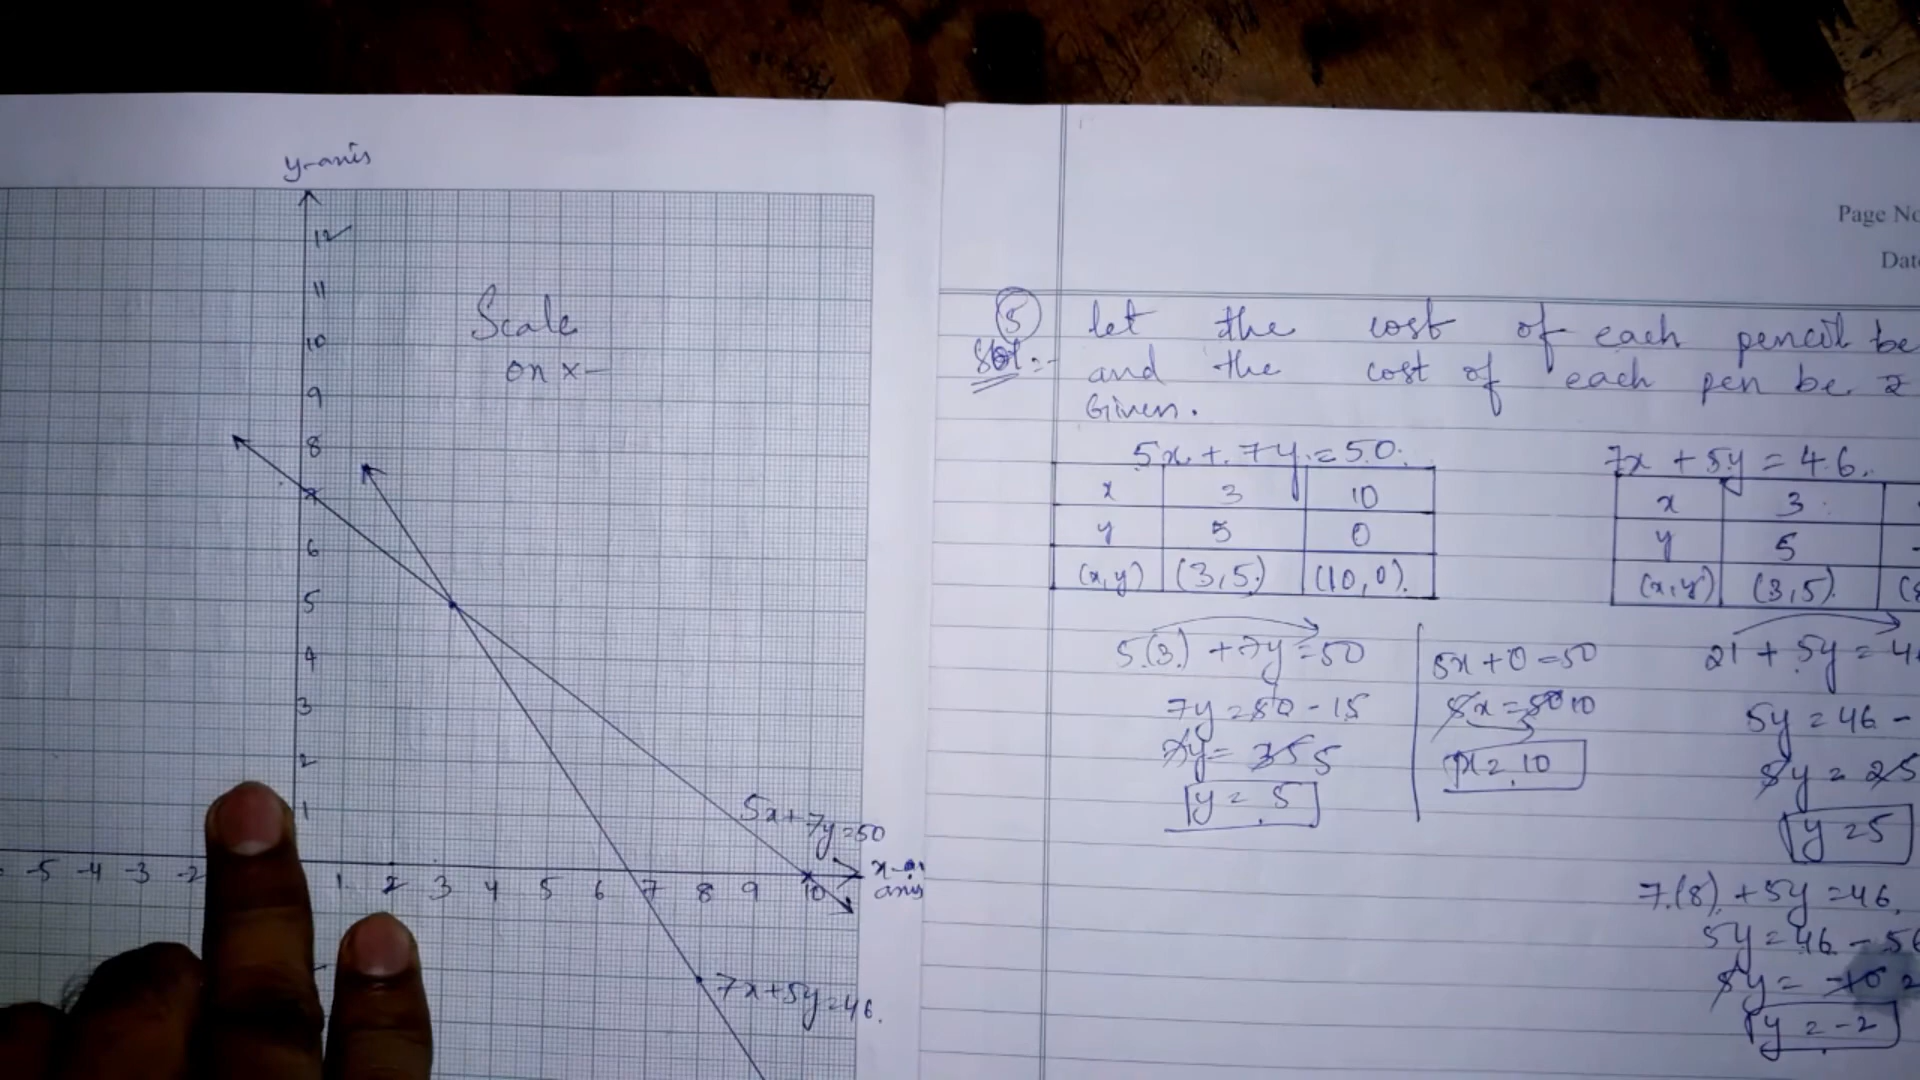 y-axis
12
11
Scale
10
on x-
9
8
7
6
5
4
3
2
1
5x+7y=50
-5 -4 -3 -2 1 2 3 4 5 6 7 8 9 10
x-
axis
7x+5y=46.
Page No
Date
5 let the cost of each pencil be
Sol:- and the cost of each pen be
Given.
5x+7y=50.
x 3 10
y 5 0
(x,y) (3,5) (10,0).
5(3)+7y=50
7y=50-15
7y=35 5
y=5
5x+0=50
5x=50 10
x=10
7x+5y=46.
x 3
y 5
(x,y) (3,5)
21+5y=4
5y=46-
5y=25
y=5
7(8)+5y=46.
5y=46-56
5y=-10 2
y=-2